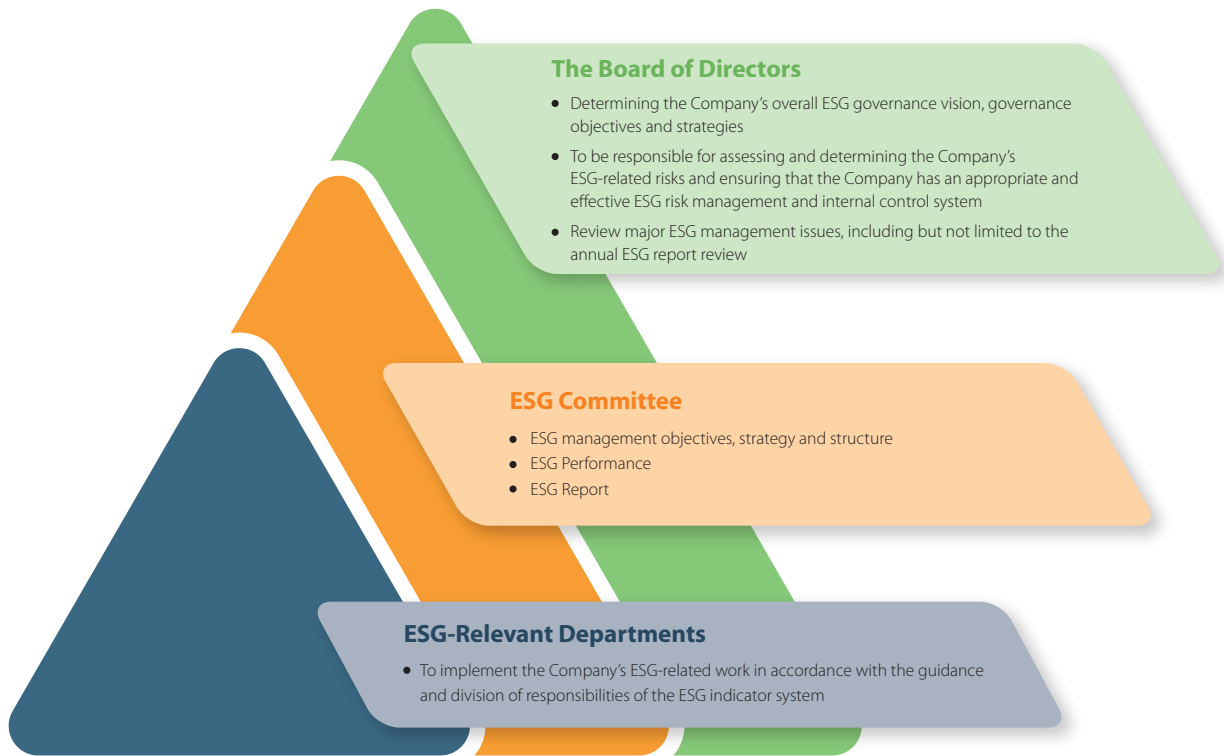 The Board of Directors
• Determining the Company’s overall ESG governance vision, governance
objectives and strategies
• To be responsible for assessing and determining the Company’s
ESG-related risks and ensuring that the Company has an appropriate and
effective ESG risk management and internal control system
• Review major ESG management issues, including but not limited to the
annual ESG report review
ESG Committee
• ESG management objectives, strategy and structure
• ESG Performance
• ESG Report
ESG-Relevant Departments
• To implement the Company’s ESG-related work in accordance with the guidance
and division of responsibilities of the ESG indicator system